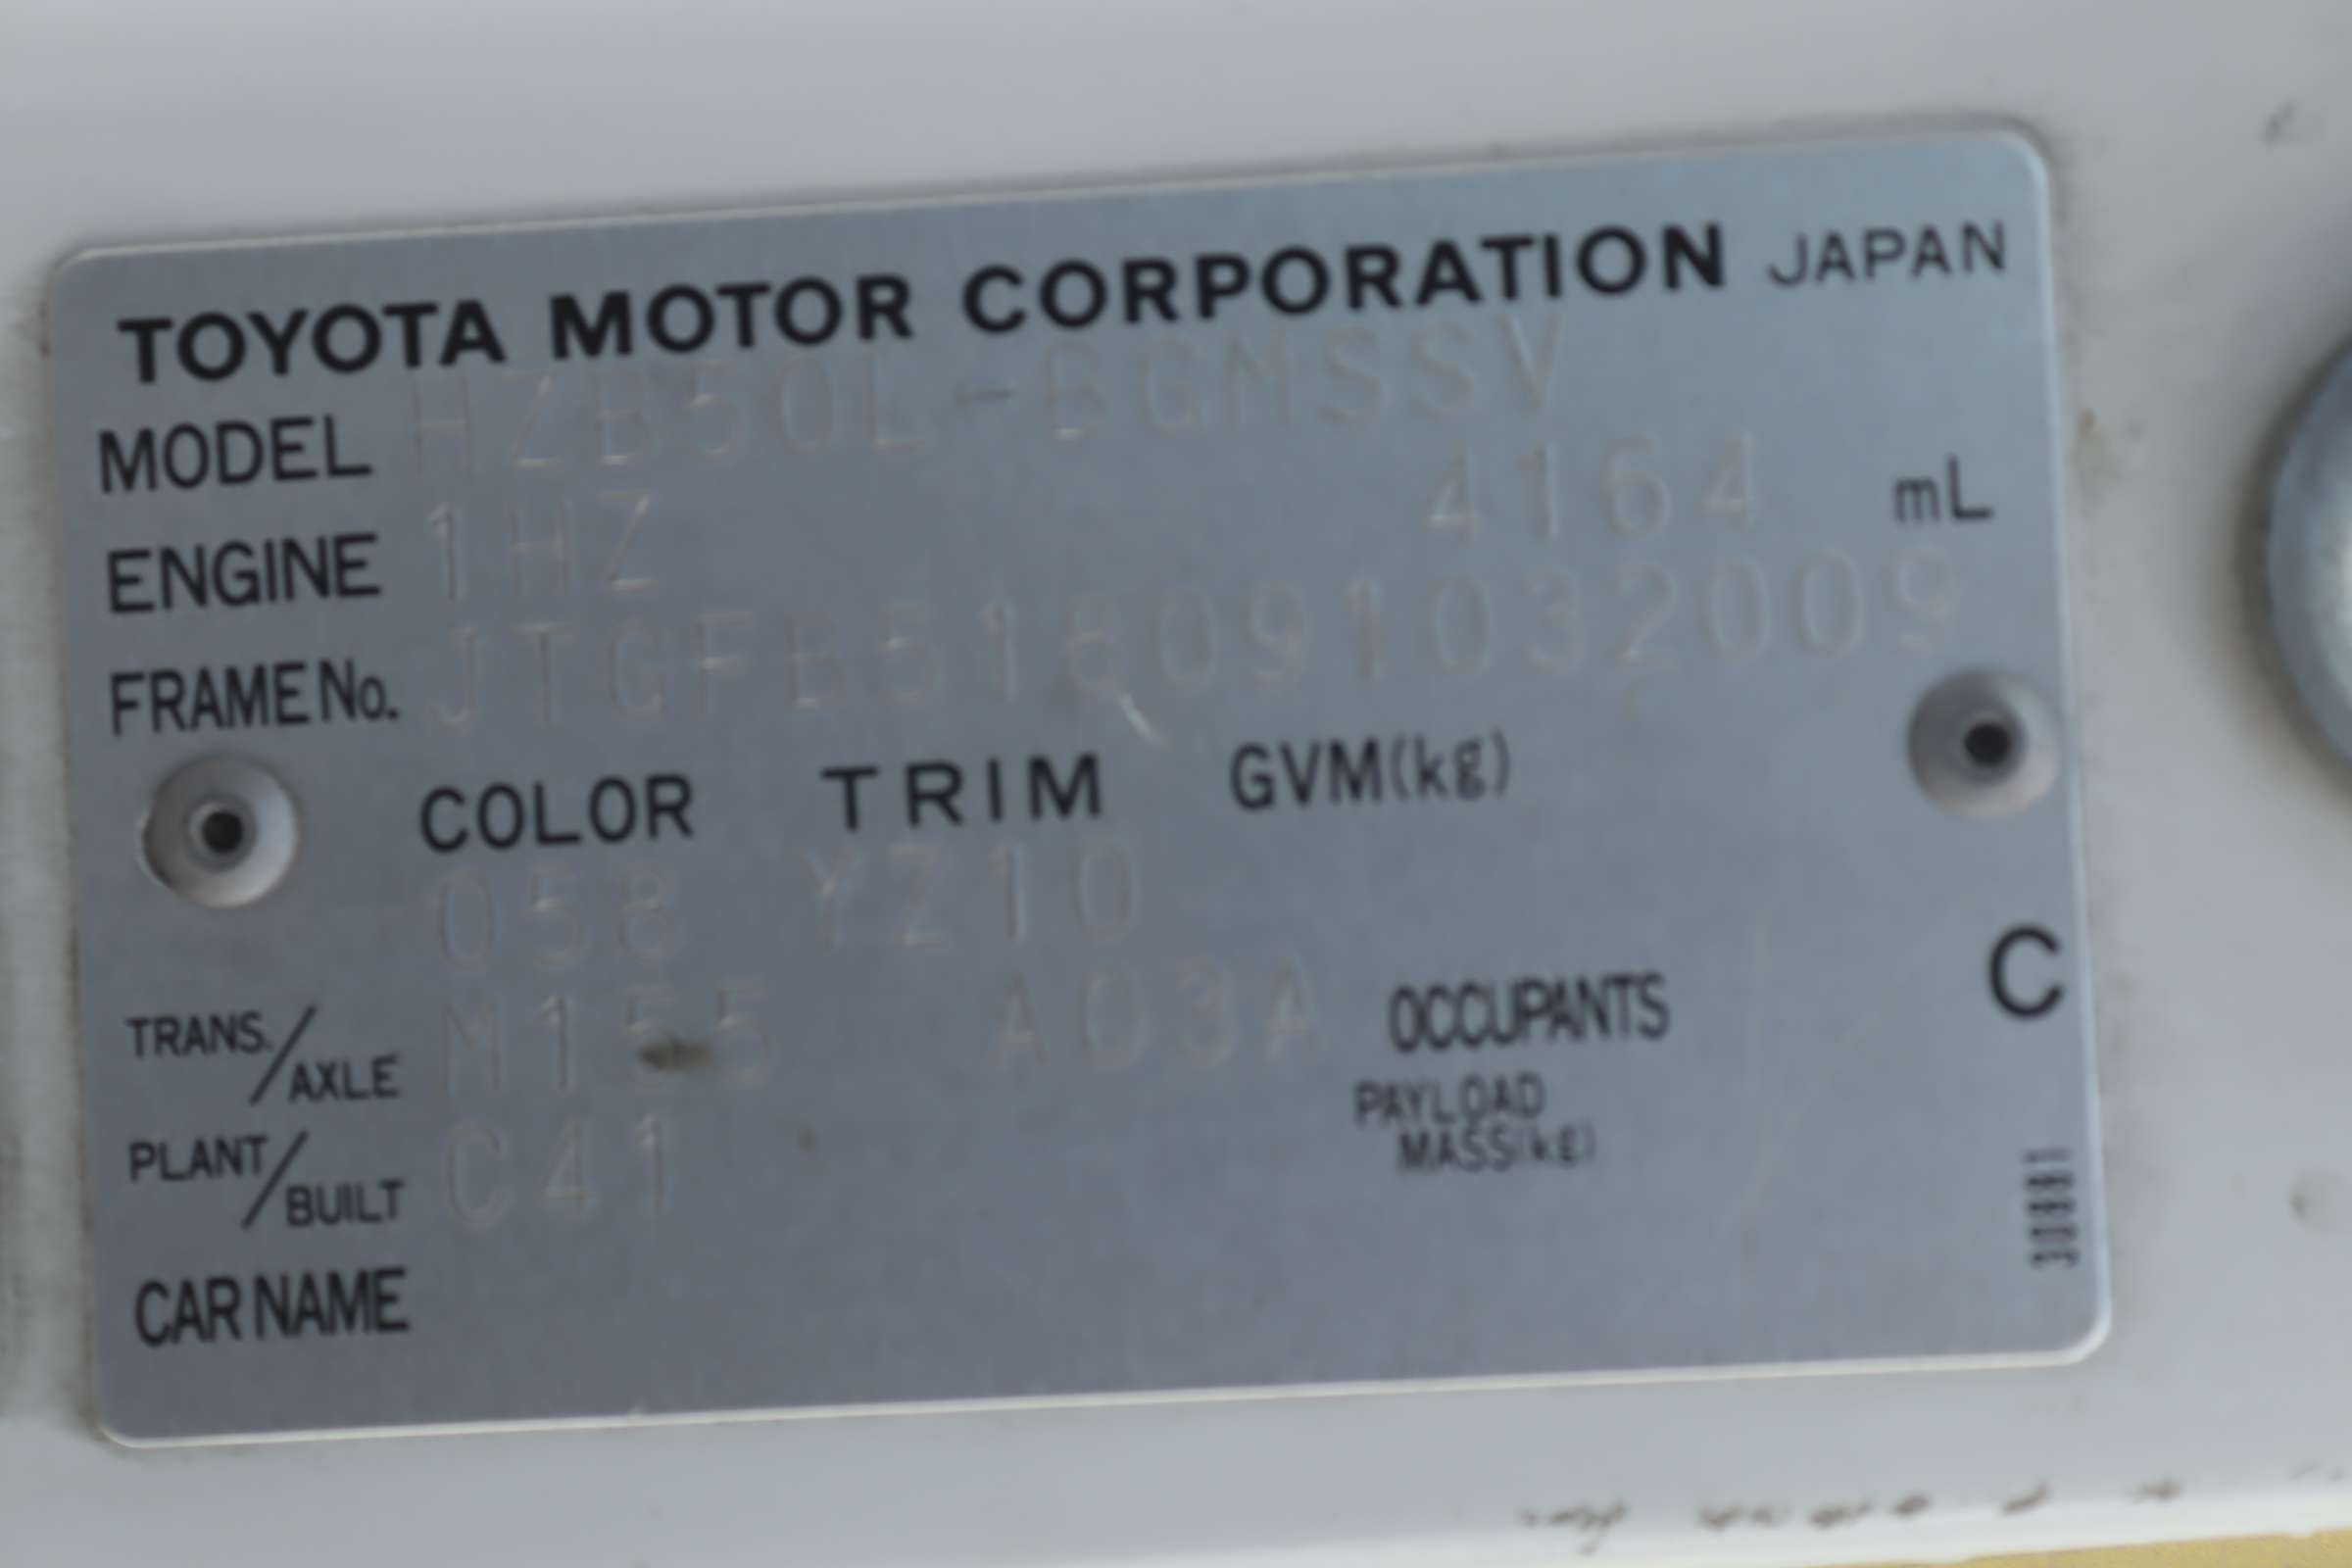 TOYOTA MOTOR CORPORATION JAPAN
MODEL HZB50L-BGMSSV
ENGINE 1HZ 4164 mL
FRAME No. JTGFB518091032009
COLOR TRIM GVM(kg)
058 YZ10
TRANS./AXLE M155 A03A OCCUPANTS
PAYLOAD
MASS(kg)
PLANT/BUILT C41
CAR NAME
C